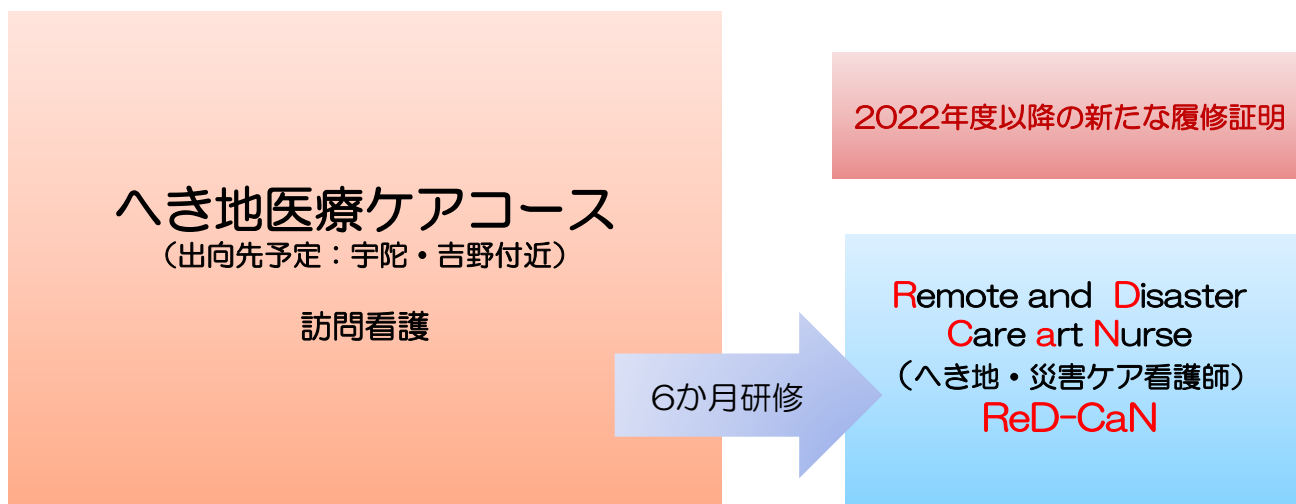 へき地医療ケアコース
（出向先予定：宇陀・吉野付近）
訪問看護
6か月研修
2022年度以降の新たな履修証明
Remote and Disaster
Care art Nurse
（へき地・災害ケア看護師）
ReD-CaN